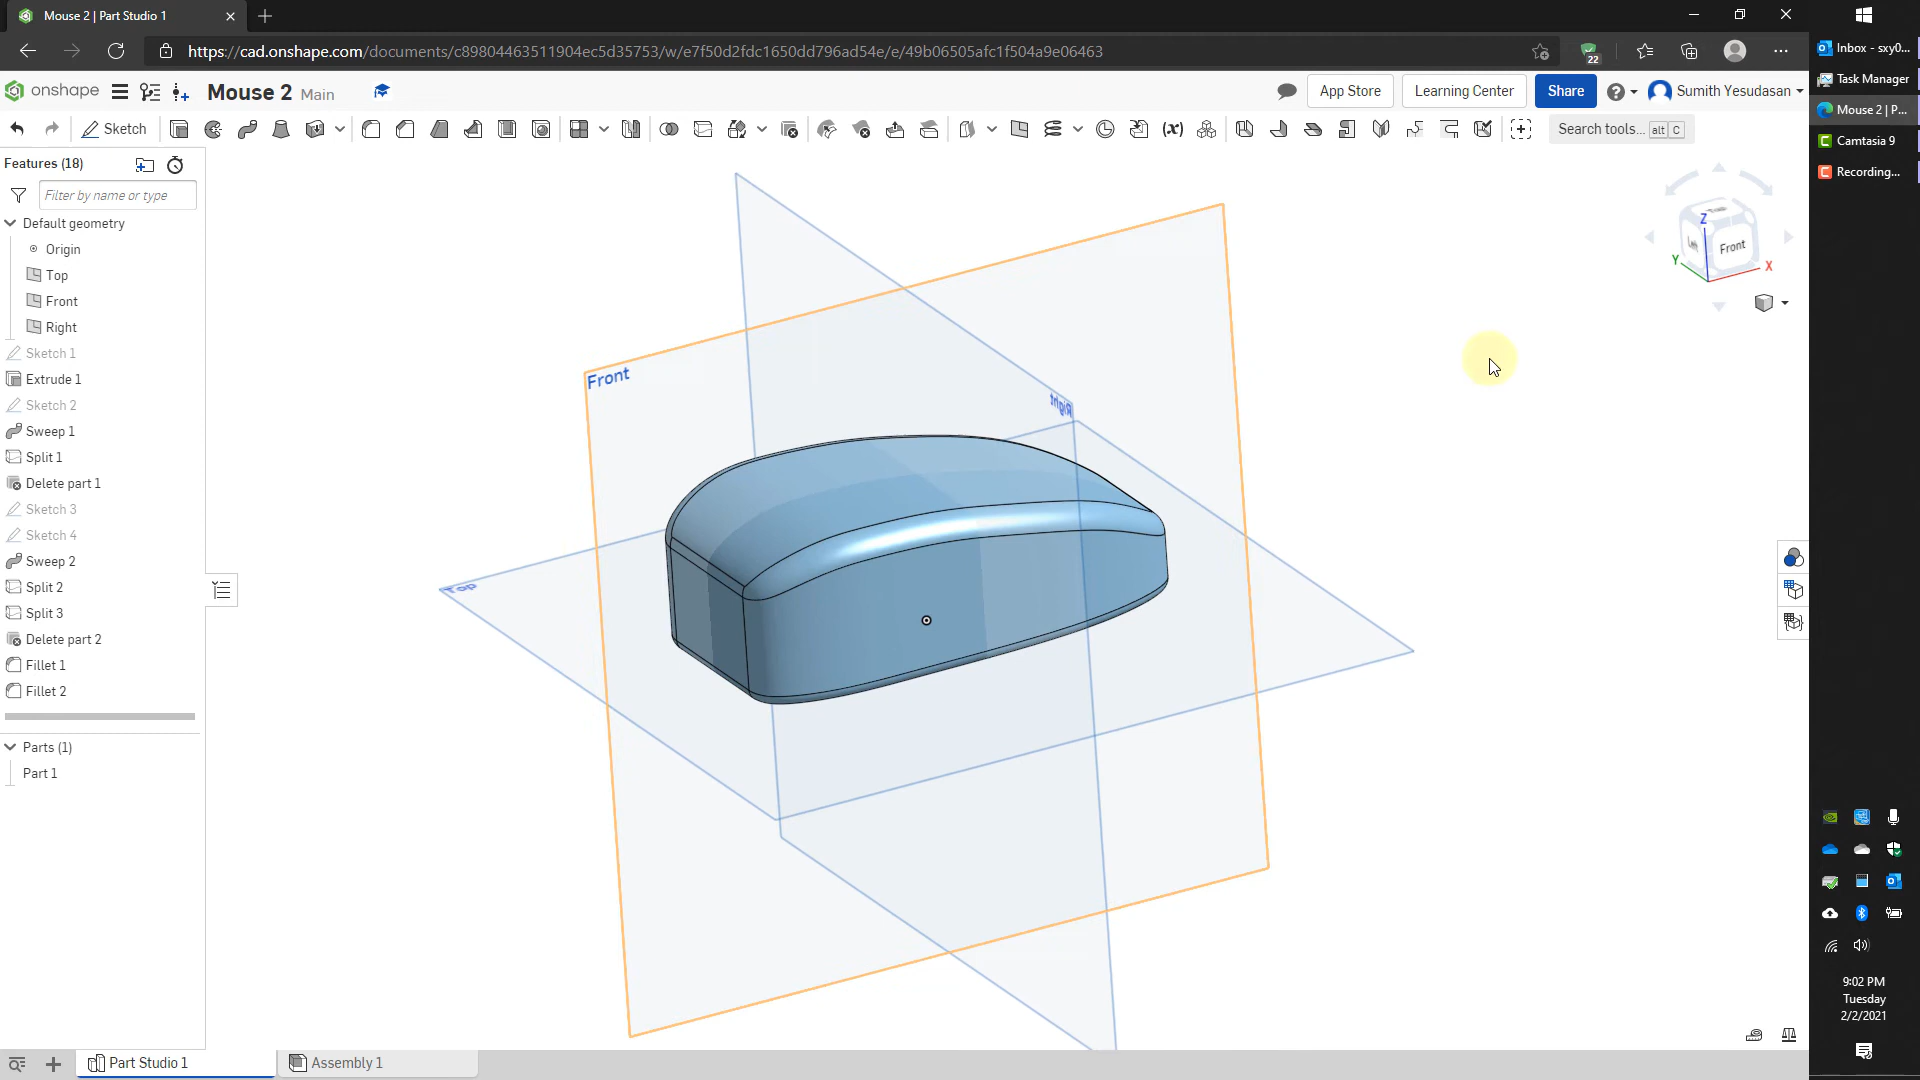 Mouse 2 | Part Studio 1
https://cad.onshape.com/documents/c89804463511904ec5d35753/w/e7f50d2fdc1650dd796ad54e/e/49b06505afc1f504a9e06463
22
onshape
Mouse 2 Main
App Store
Learning Center
Share
Sumith Yesudasan
Sketch
(x)
Search tools... alt C
Features (18)
Filter by name or type
Default geometry
Origin
Top
Front
Right
Sketch 1
Extrude 1
Sketch 2
Sweep 1
Split 1
Delete part 1
Sketch 3
Sketch 4
Sweep 2
Split 2
Split 3
Delete part 2
Fillet 1
Fillet 2
Parts (1)
Part 1
Front
Right
Top
Top
Left
Front
Z
Y
X
Part Studio 1
Assembly 1
Inbox - sxy0...
Task Manager
Mouse 2 | P...
Camtasia 9
Recording...
9:02 PM
Tuesday
2/2/2021